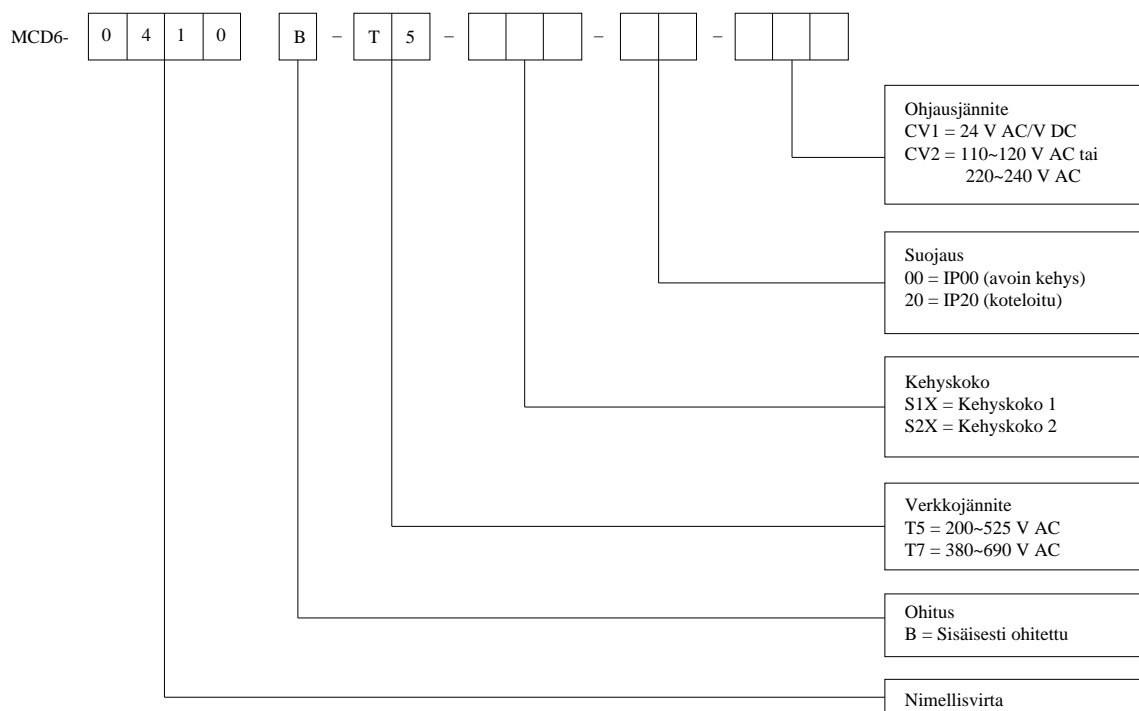 MCD6- 0 4 1 0 B – T 5 – – –
Ohjausjännite
CV1 = 24 V AC/V DC
CV2 = 110~120 V AC tai
220~240 V AC
Suojaus
00 = IP00 (avoin kehys)
20 = IP20 (koteloitu)
Kehyskoko
S1X = Kehyskoko 1
S2X = Kehyskoko 2
Verkkojännite
T5 = 200~525 V AC
T7 = 380~690 V AC
Ohitus
B = Sisäisesti ohitettu
Nimellisvirta